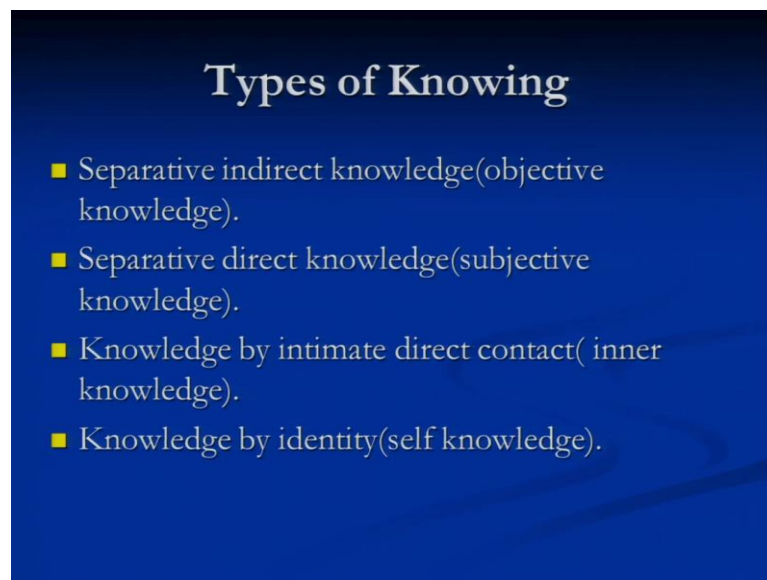 Types of Knowing
Separative indirect knowledge(objective
knowledge).
Separative direct knowledge(subjective
knowledge).
Knowledge by intimate direct contact( inner
knowledge).
Knowledge by identity(self knowledge).